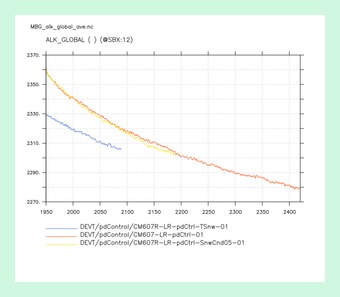 MBG_alk_global_ave.nc
ALK_GLOBAL ( ) (@SBX:12)
2370.
2350.
2330.
2310.
2290.
2270.
1950 2000 2050 2100 2150 2200 2250 2300 2350 2400
DEVT/pdControl/CM607R-LR-pdCtrl-TSnw-01
DEVT/pdControl/CM607-LR-pdCtrl-01
DEVT/pdControl/CM607R-LR-pdCtrl-SnwCnd05-01